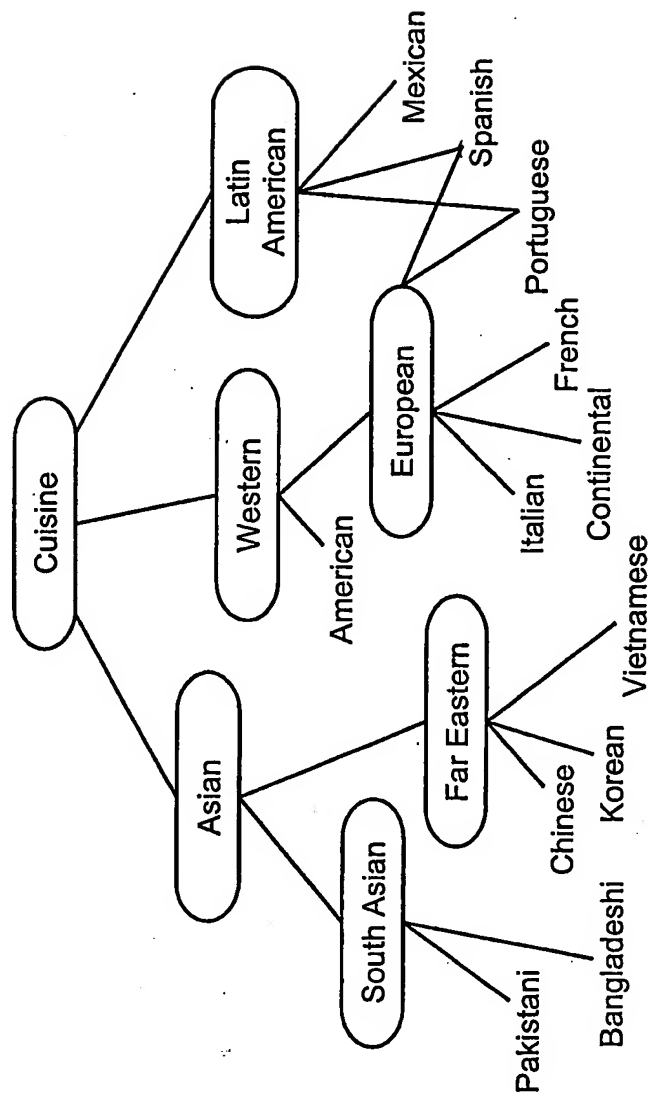 Cuisine
Asian
Western
Latin
American
South Asian
Far Eastern
American
European
Mexican
Spanish
Portuguese
Pakistani
Bangladeshi
Chinese
Korean
Vietnamese
Italian
Continental
French